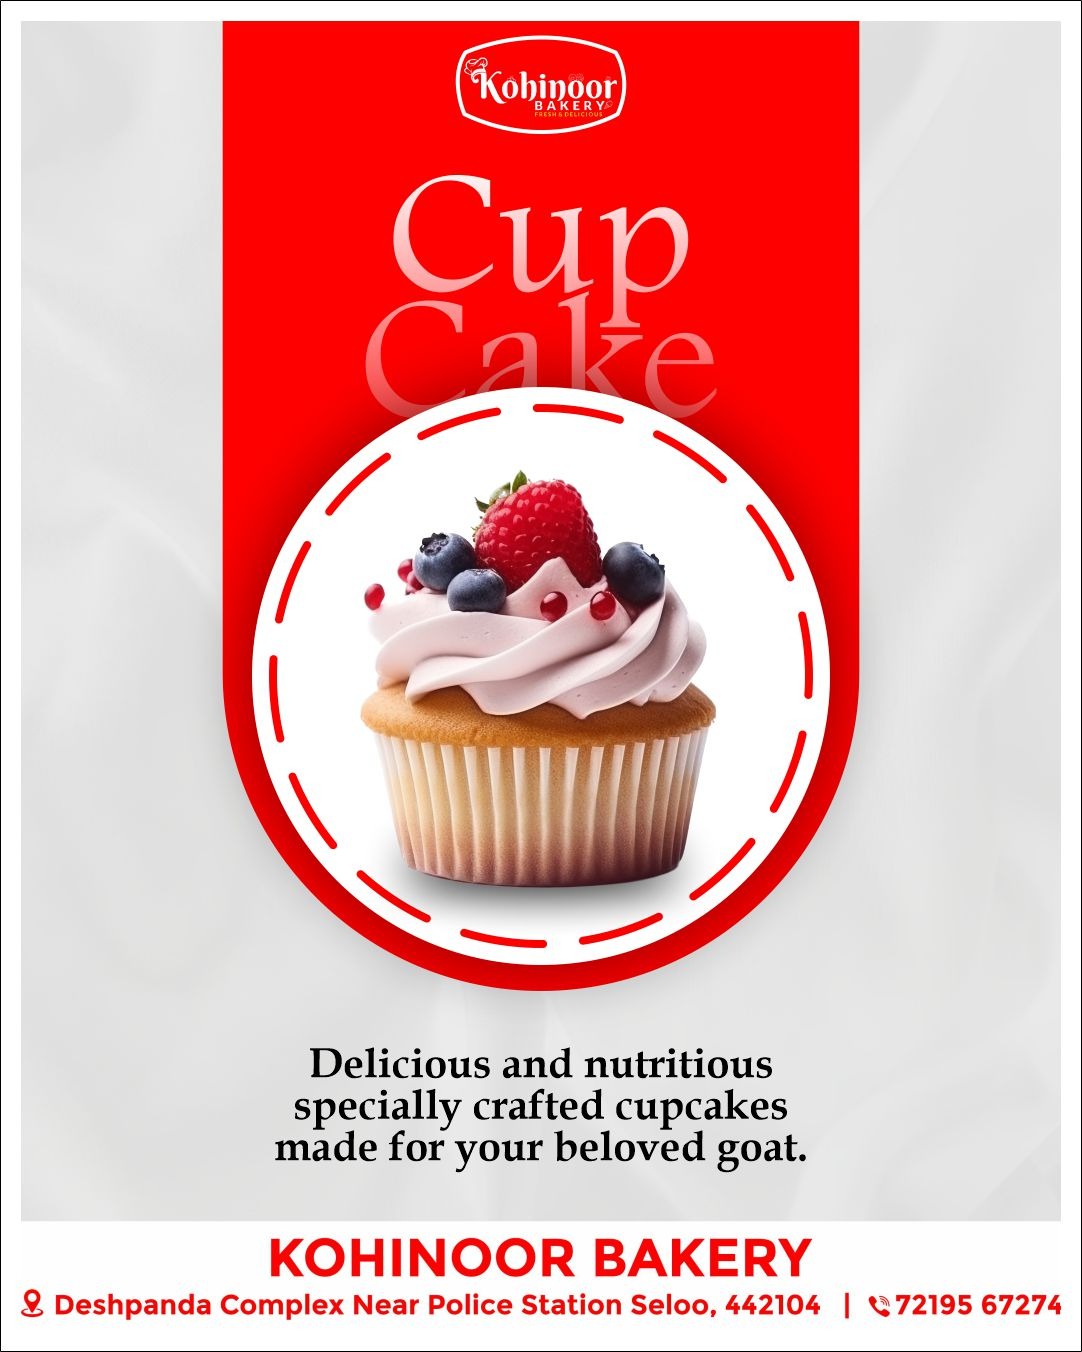 Kohinoor
BAKERY
FRESH & DELICIOUS
Cup
Cake
Delicious and nutritious
specially crafted cupcakes
made for your beloved goat.
KOHINOOR BAKERY
Deshpanda Complex Near Police Station Seloo, 442104 | 72195 67274